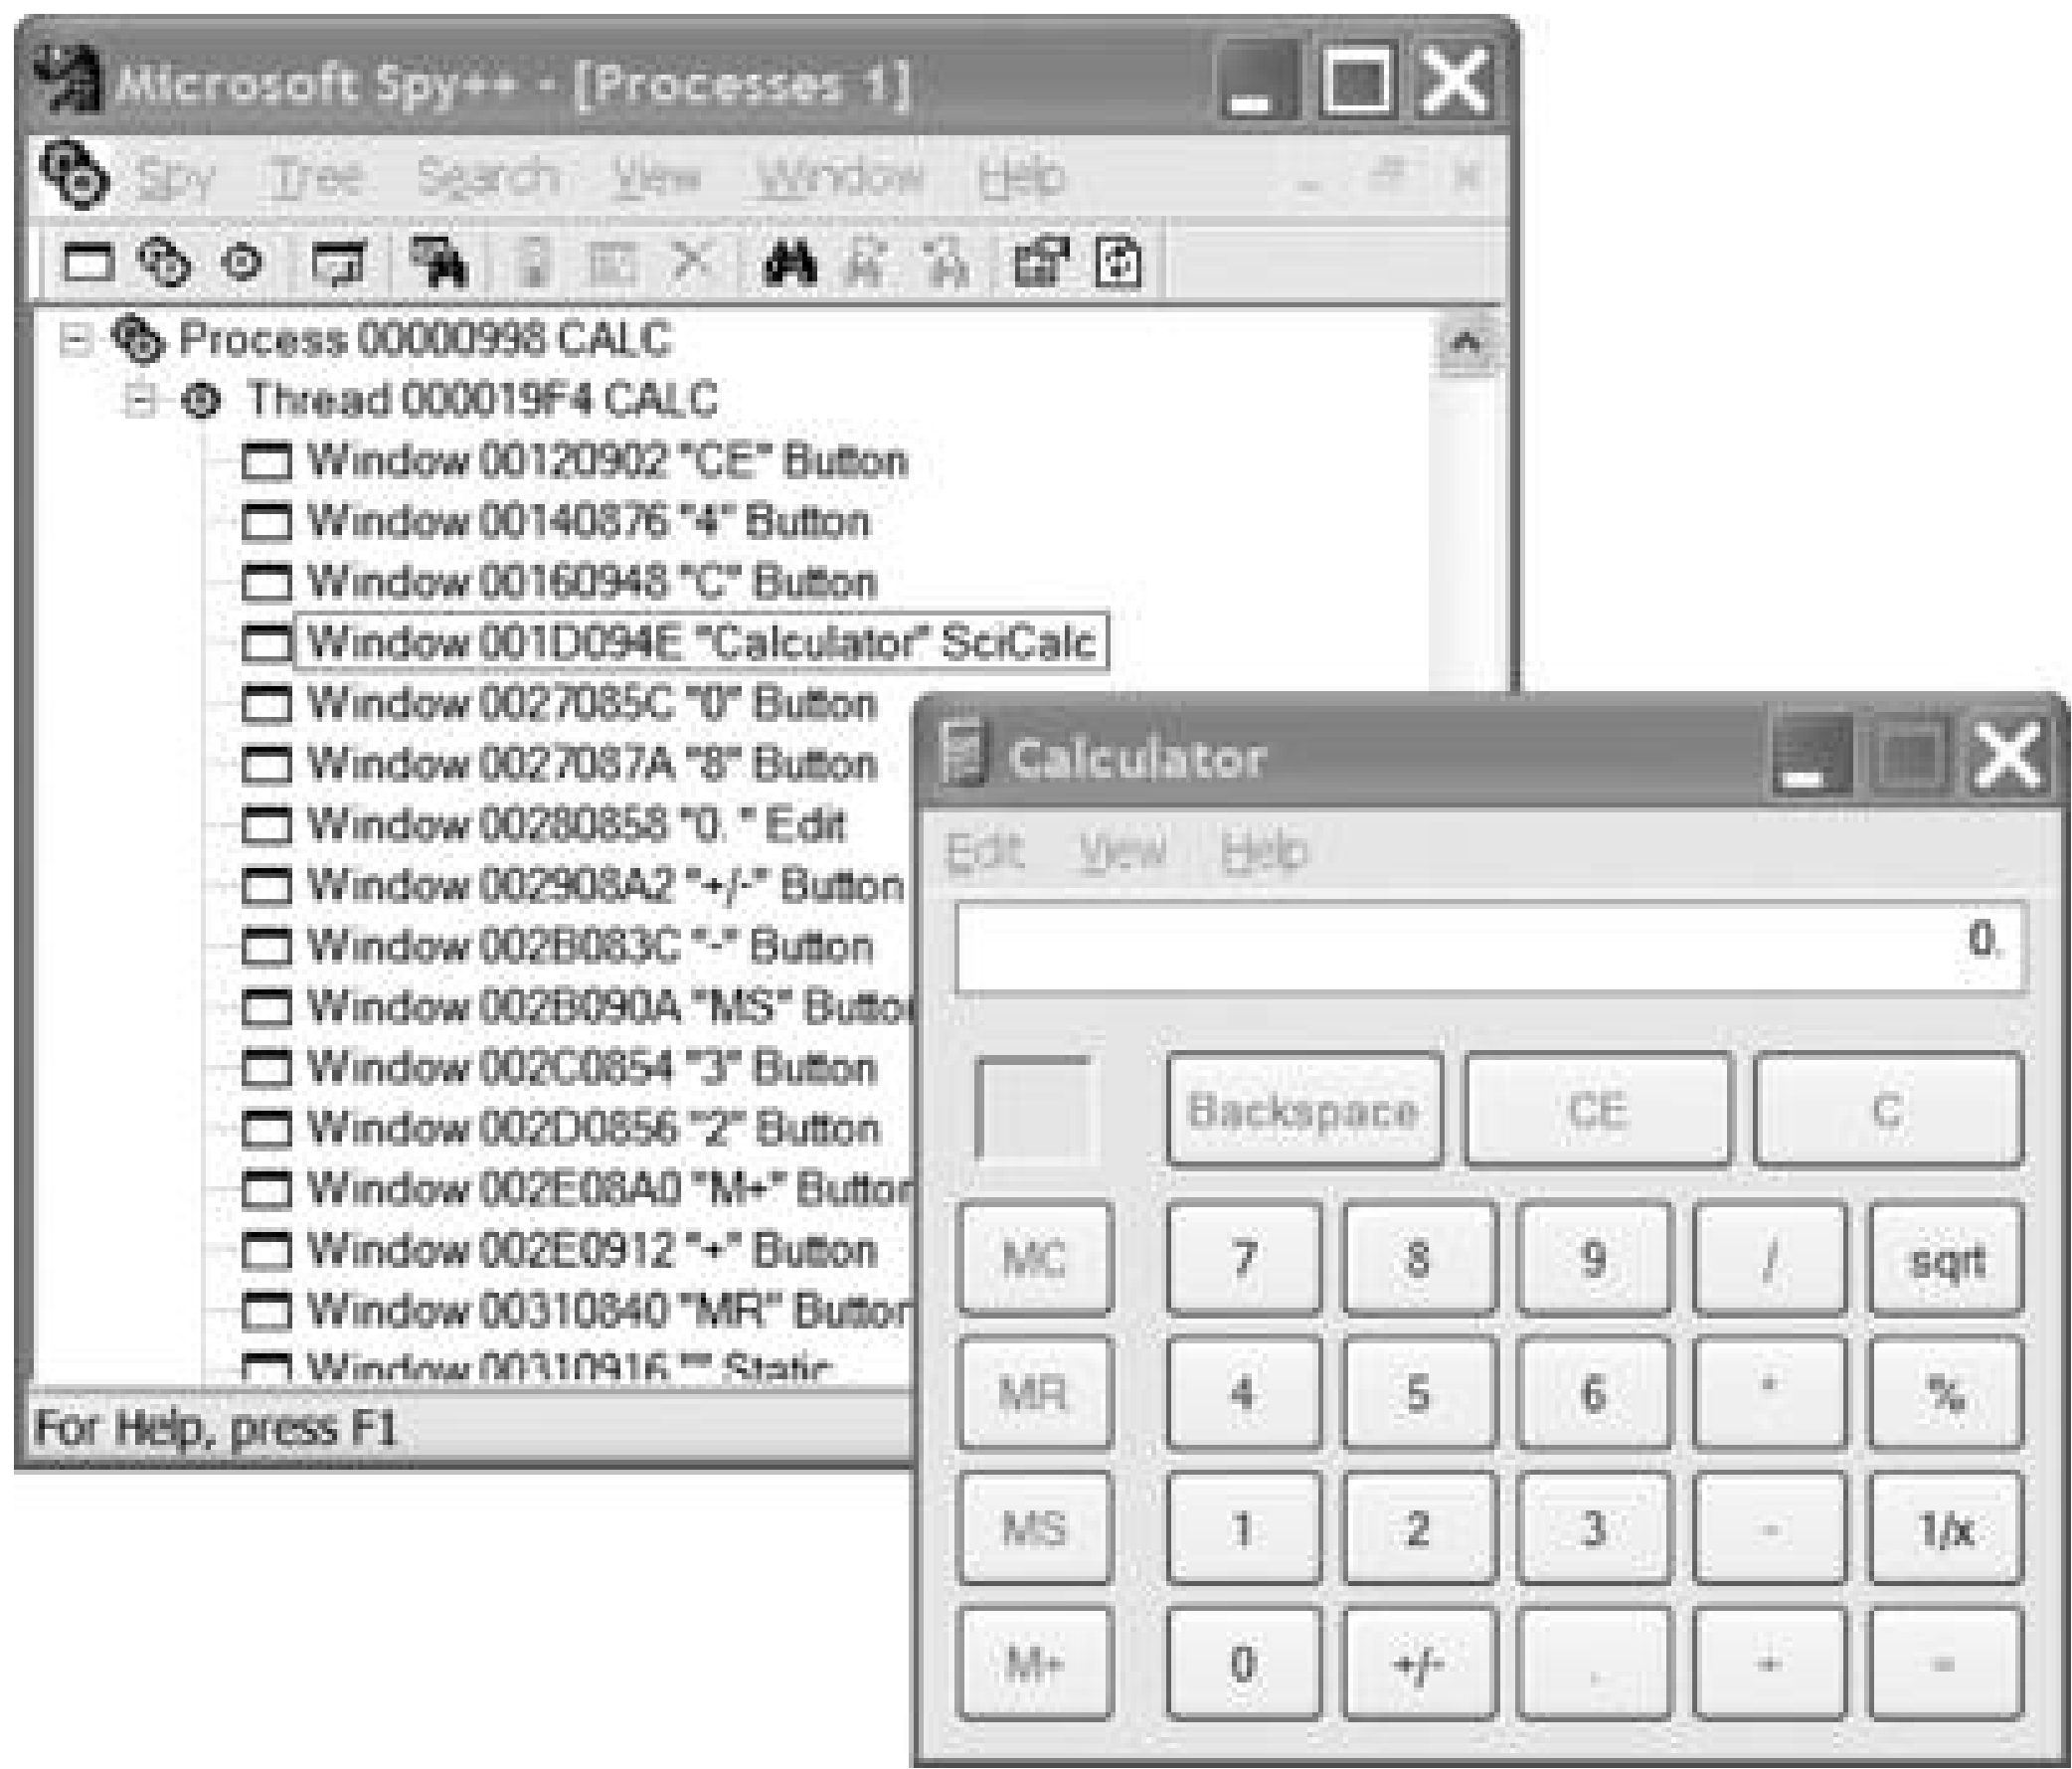 Microsoft Spy++ - [Processes 1]
Spy Tree Search View Window Help
Process 00000998 CALC
Thread 000019F4 CALC
Window 00120902 "CE" Button
Window 00140876 "4" Button
Window 00160948 "C" Button
Window 001D094E "Calculator" SciCalc
Window 0027085C "0" Button
Window 0027087A "8" Button
Window 00280858 "0. " Edit
Window 002908A2 "+/-" Button
Window 002B083C "-" Button
Window 002B090A "MS" Butto
Window 002C0854 "3" Button
Window 002D0856 "2" Button
Window 002E08A0 "M+" Button
Window 002E0912 "+" Button
Window 00310840 "MR" Button
Window 00310916 "" Static
For Help, press F1
Calculator
Edit View Help
0.
Backspace CE C
MC 7 8 9 / sqrt
MR 4 5 6 * %
MS 1 2 3 - 1/x
M+ 0 +/- . + =